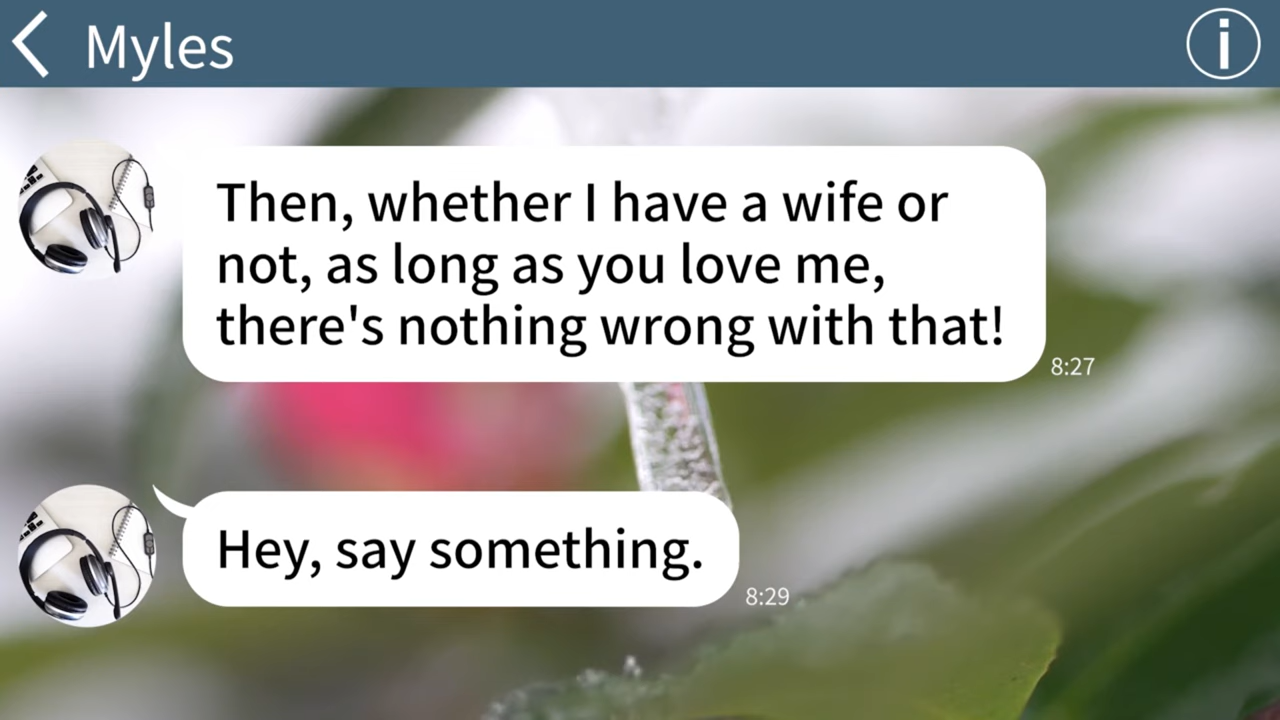 Myles
Then, whether I have a wife or
not, as long as you love me,
there's nothing wrong with that!
8:27
Hey, say something.
8:29